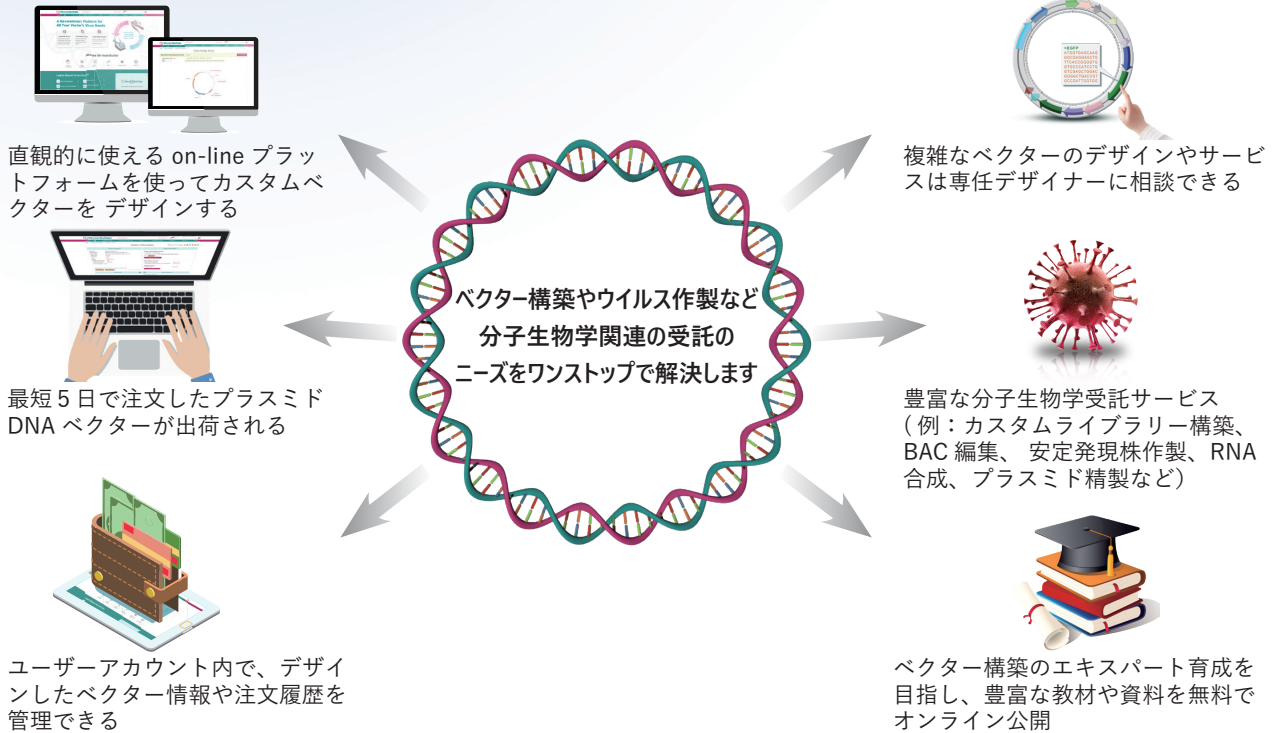 直観的に使える on-line プラッ
トフォームを使ってカスタムベ
クターを デザインする
最短 5 日で注文したプラスミド
DNA ベクターが出荷される
ユーザーアカウント内で、デザイ
ンしたベクター情報や注文履歴を
管理できる
ベクター構築やウイルス作製など
分子生物学関連の受託の
ニーズをワンストップで解決します
複雑なベクターのデザインやサービ
スは専任デザイナーに相談できる
豊富な分子生物学受託サービス
( 例：カスタムライブラリー構築、
BAC 編集、 安定発現株作製、RNA
合成、プラスミド精製など）
ベクター構築のエキスパート育成を
目指し、豊富な教材や資料を無料で
オンライン公開